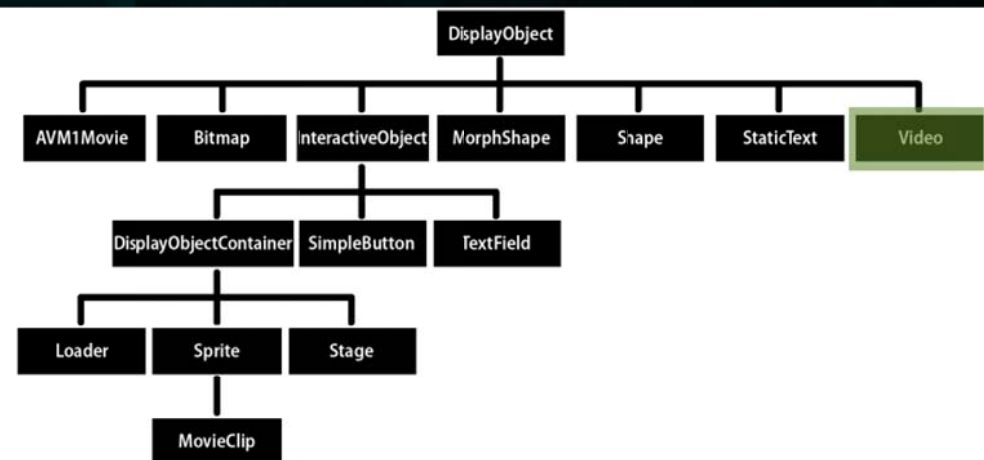 DisplayObject
AVM1Movie Bitmap InteractiveObject MorphShape Shape StaticText Video
DisplayObjectContainer SimpleButton TextField
Loader Sprite Stage
MovieClip